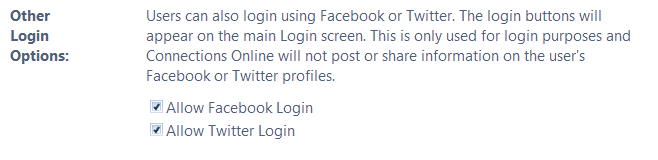 Other Login Options:
Users can also login using Facebook or Twitter. The login buttons will
appear on the main Login screen. This is only used for login purposes and
Connections Online will not post or share information on the user's
Facebook or Twitter profiles.
Allow Facebook Login
Allow Twitter Login